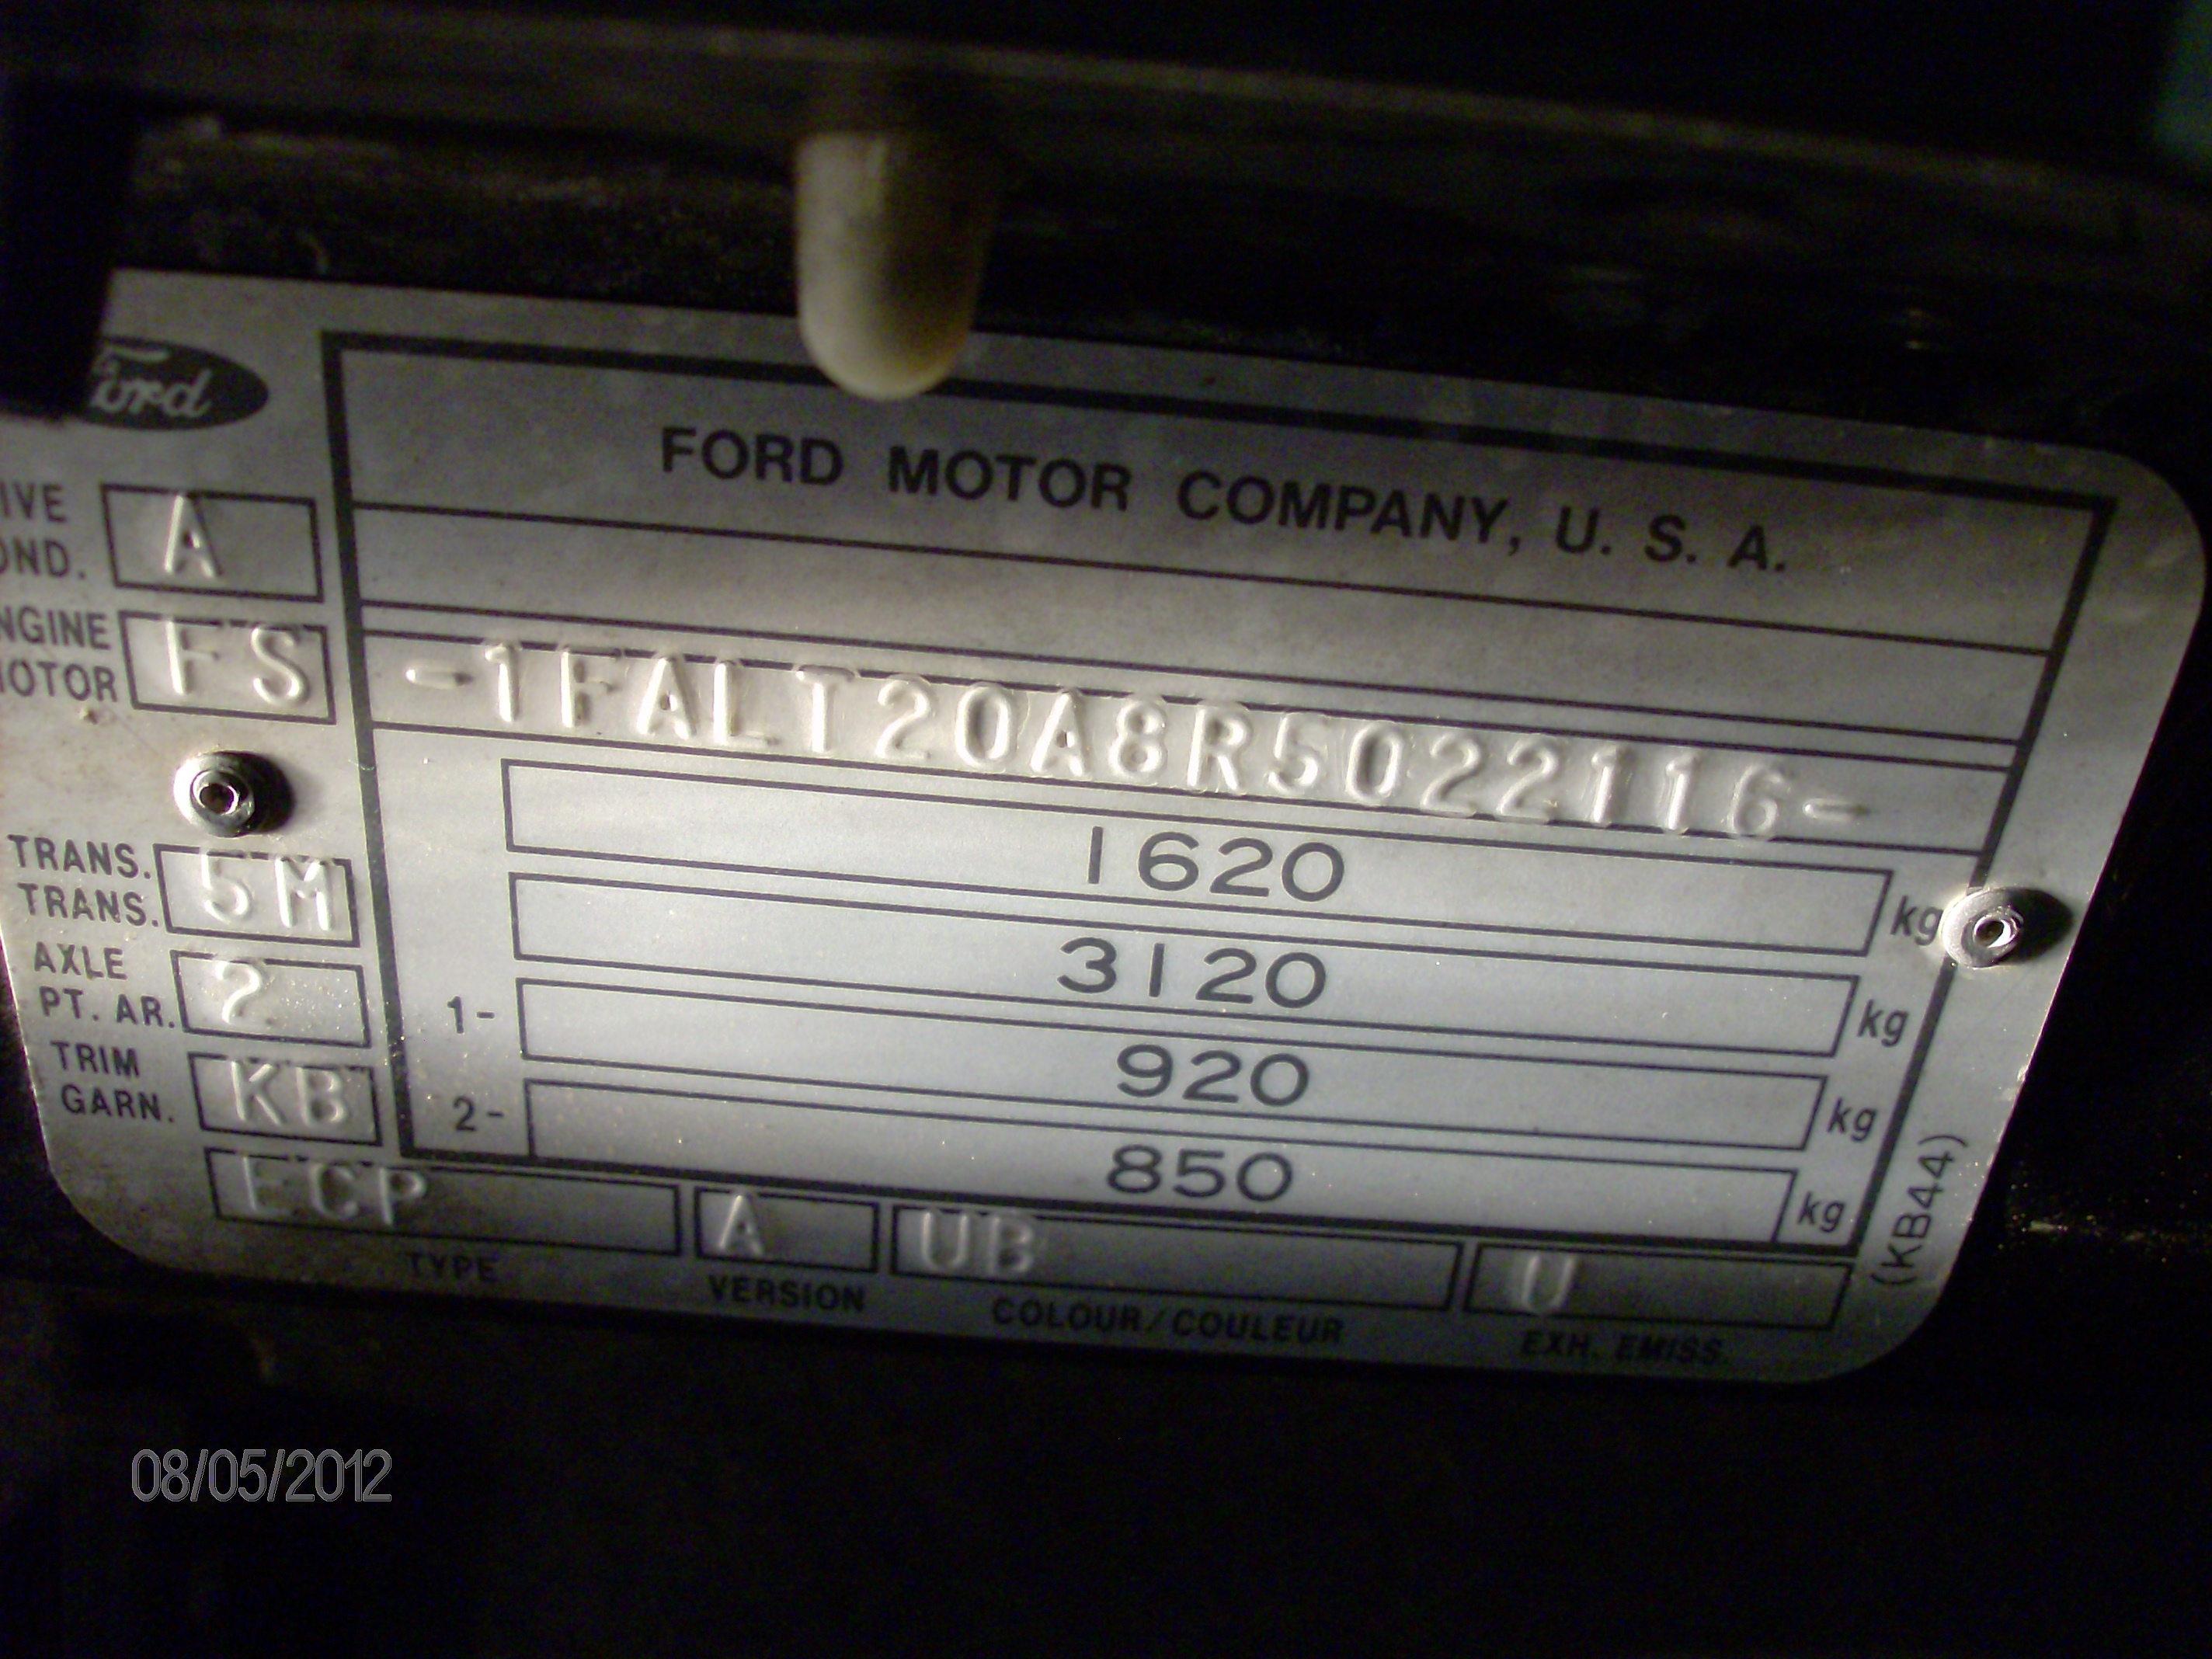 Ford
FORD MOTOR COMPANY, U. S. A.
IVE
OND.
A
NGINE
MOTOR
FS
-1FALT20A8R5022116-
1620 kg
3120 kg
1- 920 kg
2- 850 kg
TRANS.
TRANS.
5M
AXLE
PT. AR.
2
TRIM
GARN.
KB
ECP A UB U
TYPE VERSION COLOUR/COULEUR EXH. EMISS.
(KB44)
08/05/2012